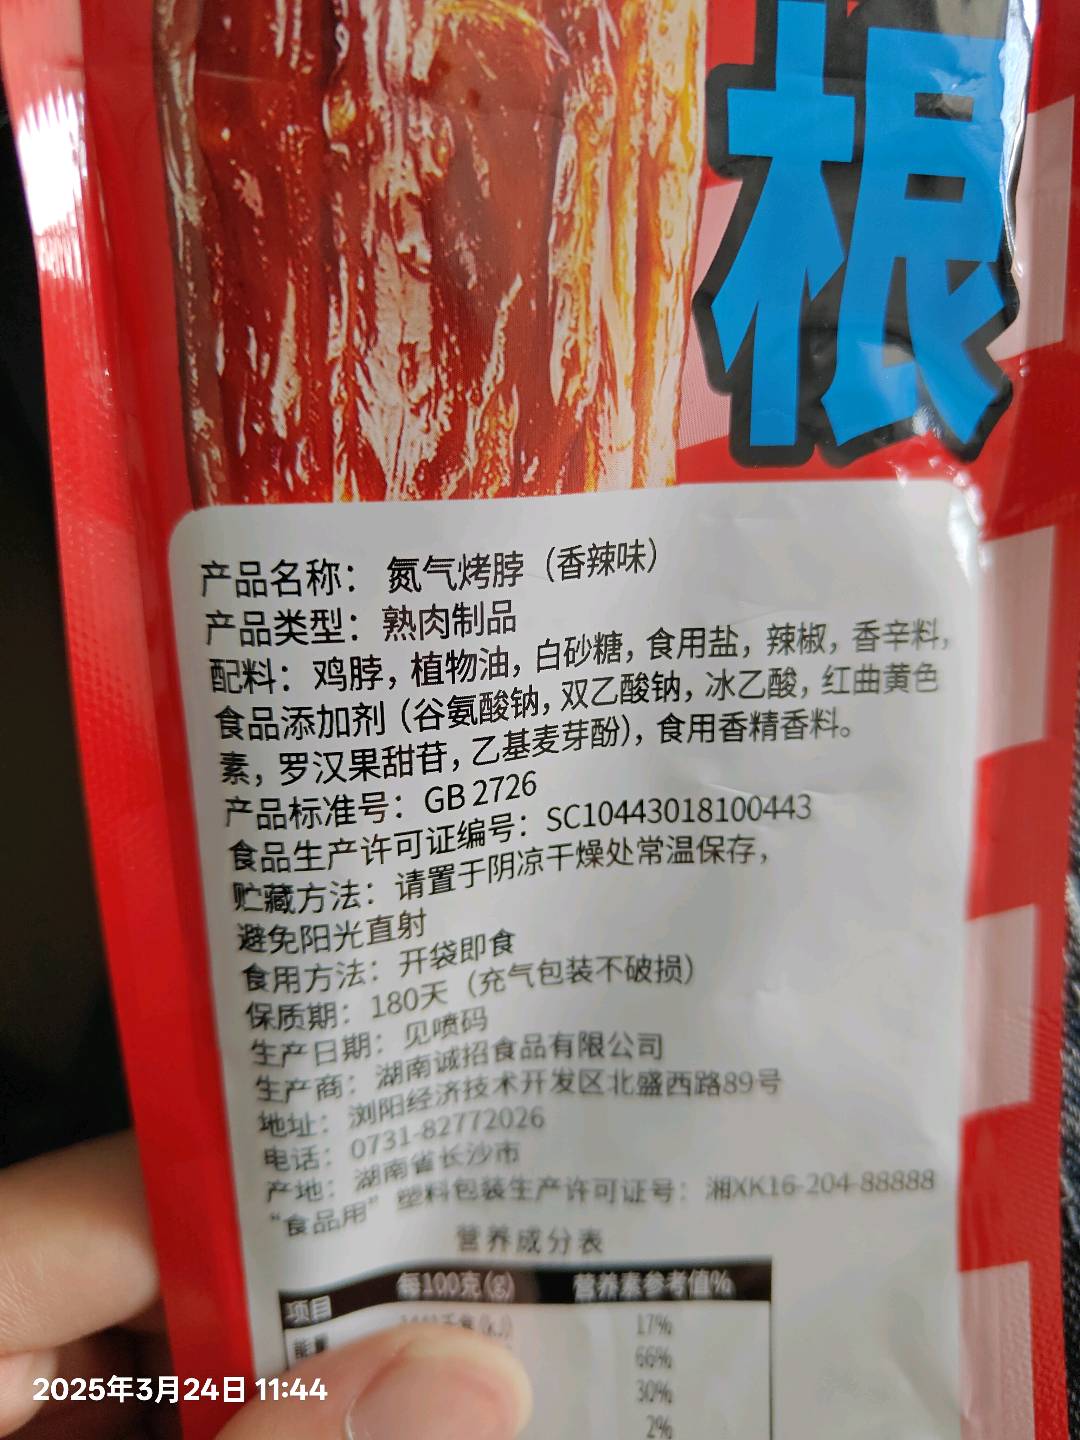 根
产品名称： 氮气烤脖（香辣味）
产品类型：熟肉制品
配料：鸡脖，植物油，白砂糖，食用盐，辣椒，香辛料，
食品添加剂（谷氨酸钠，双乙酸钠，冰乙酸，红曲黄色
素，罗汉果甜苷，乙基麦芽酚），食用香精香料。
产品标准号：GB 2726
食品生产许可证编号：SC10443018100443
贮藏方法：请置于阴凉干燥处常温保存，
避免阳光直射
食用方法：开袋即食
保质期：180天（充气包装不破损）
生产日期：见喷码
生产商：湖南诚招食品有限公司
地址：浏阳经济技术开发区北盛西路89号
电话：0731-82772026
产地：湖南省长沙市
“食品用”塑料包装生产许可证号：湘XK16-204-88888
营养成分表
项目 每100克(g) 营养素参考值%
能量 17%
66%
30%
2%
2025年3月24日 11:44